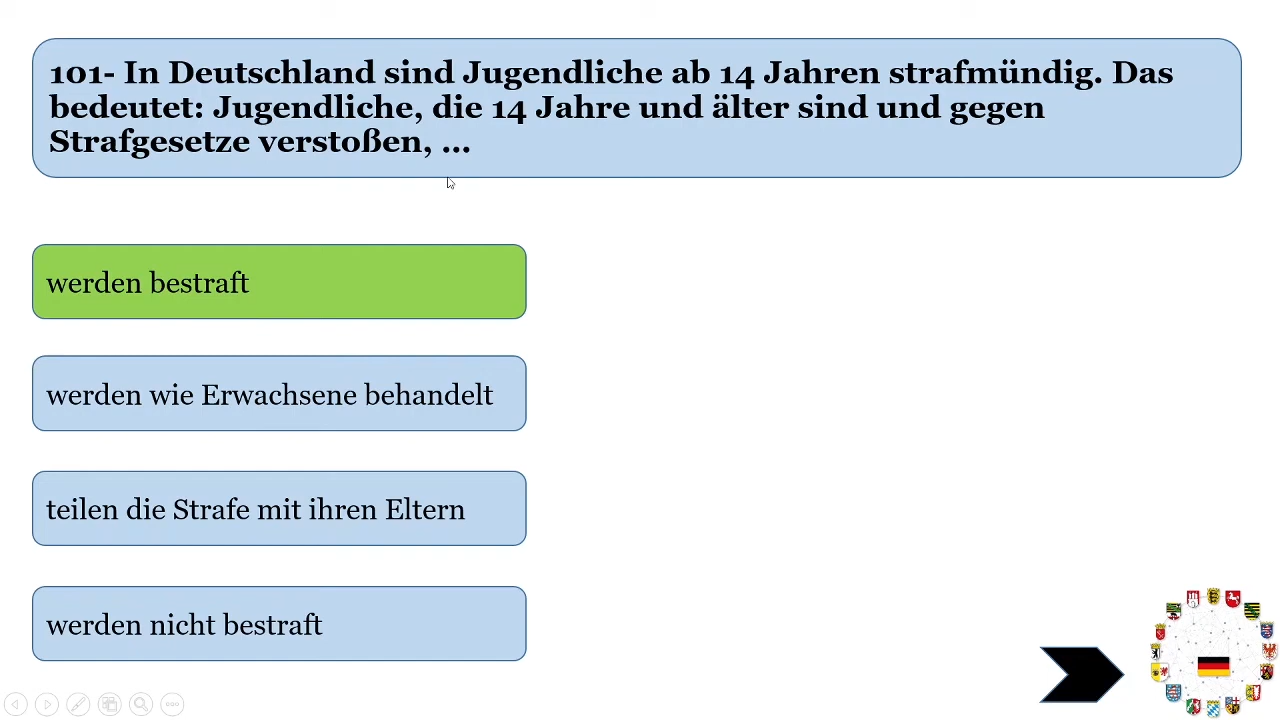 101- In Deutschland sind Jugendliche ab 14 Jahren strafmündig. Das
bedeutet: Jugendliche, die 14 Jahre und älter sind und gegen
Strafgesetze verstoßen, ...
werden bestraft
werden wie Erwachsene behandelt
teilen die Strafe mit ihren Eltern
werden nicht bestraft